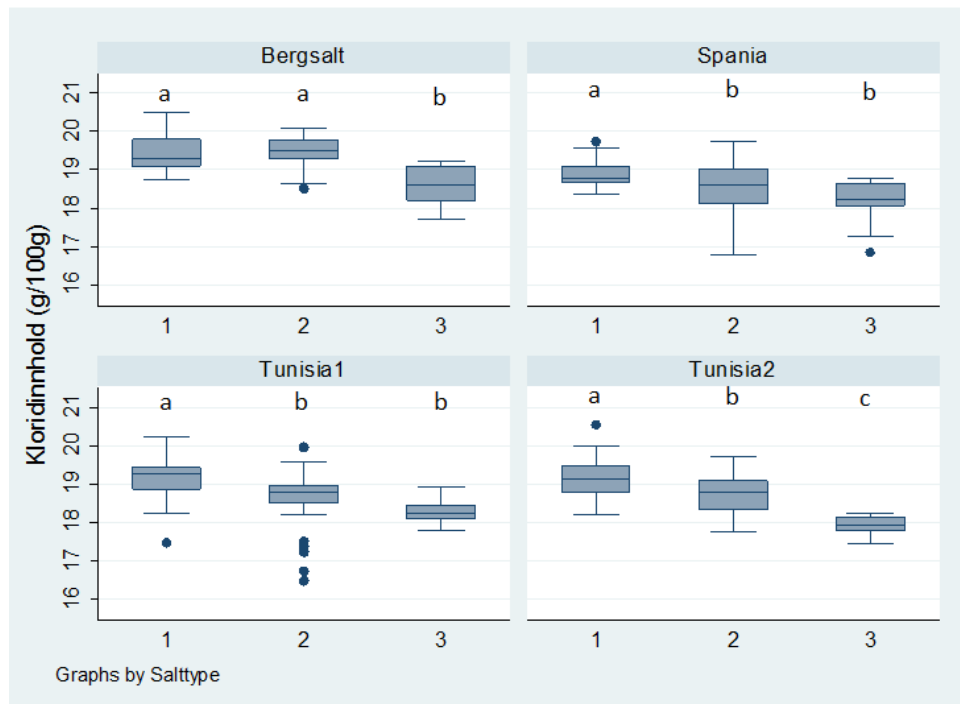 Bergsalt
Spania
a a b
a b b
21
20
19
18
17
16
1 2 3
1 2 3
Kloridinnhold (g/100g)
Tunisia1
Tunisia2
a b b
a b c
21
20
19
18
17
16
1 2 3
1 2 3
Graphs by Salttype